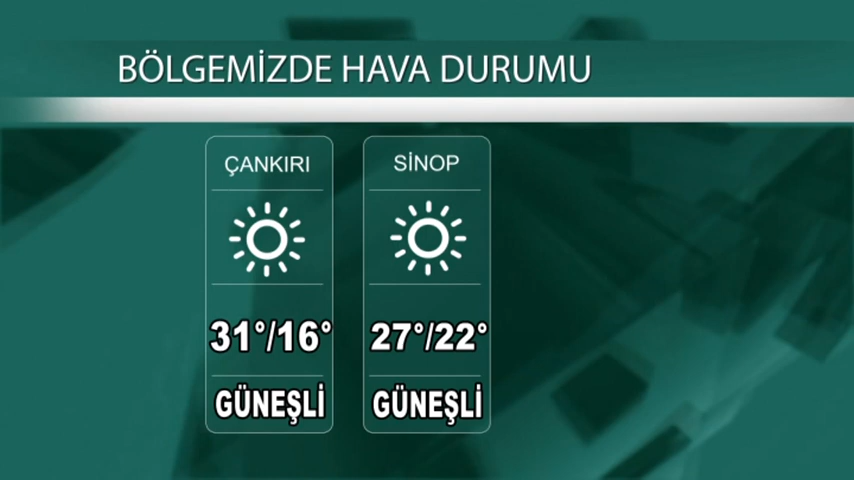 BÖLGEMİZDE HAVA DURUMU
ÇANKIRI
31°/16°
GÜNEŞLİ
SİNOP
27°/22°
GÜNEŞLİ